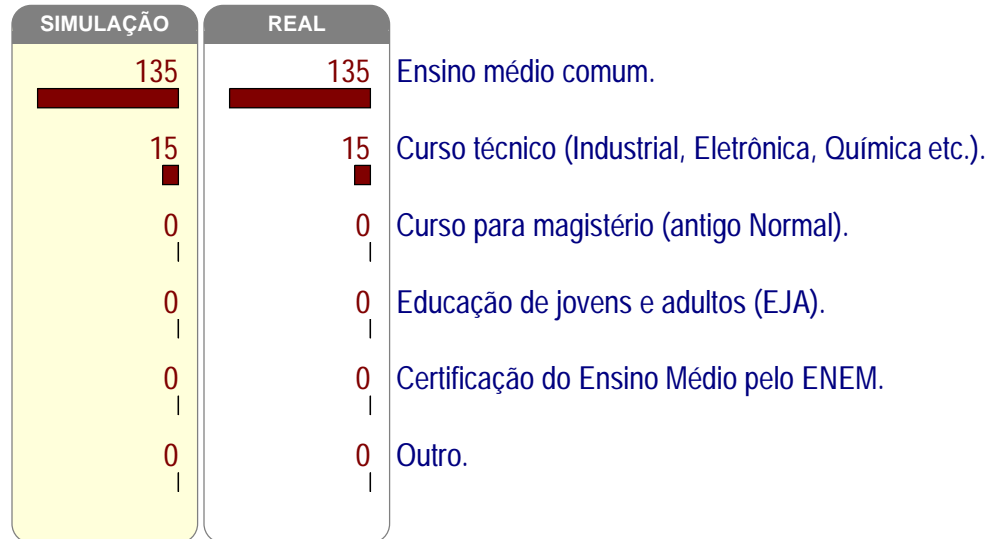 SIMULAÇÃO REAL
135 135 Ensino médio comum.
15 15 Curso técnico (Industrial, Eletrônica, Química etc.).
0 0 Curso para magistério (antigo Normal).
0 0 Educação de jovens e adultos (EJA).
0 0 Certificação do Ensino Médio pelo ENEM.
0 0 Outro.